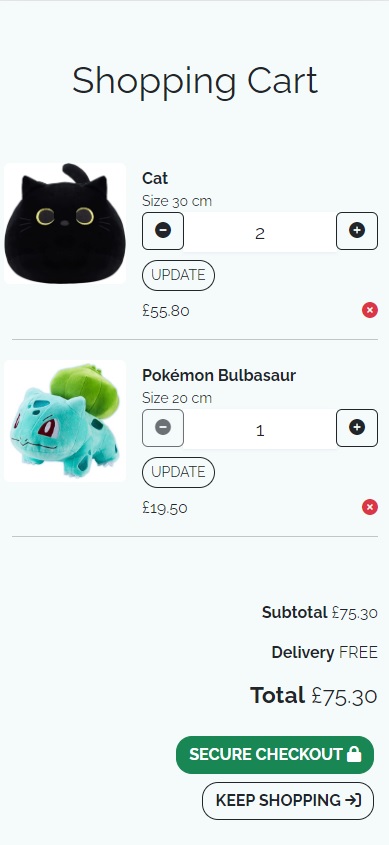 Shopping Cart
Cat
Size 30 cm
2
UPDATE
£55.80
Pokémon Bulbasaur
Size 20 cm
1
UPDATE
£19.50
Subtotal £75.30
Delivery FREE
Total £75.30
SECURE CHECKOUT
KEEP SHOPPING